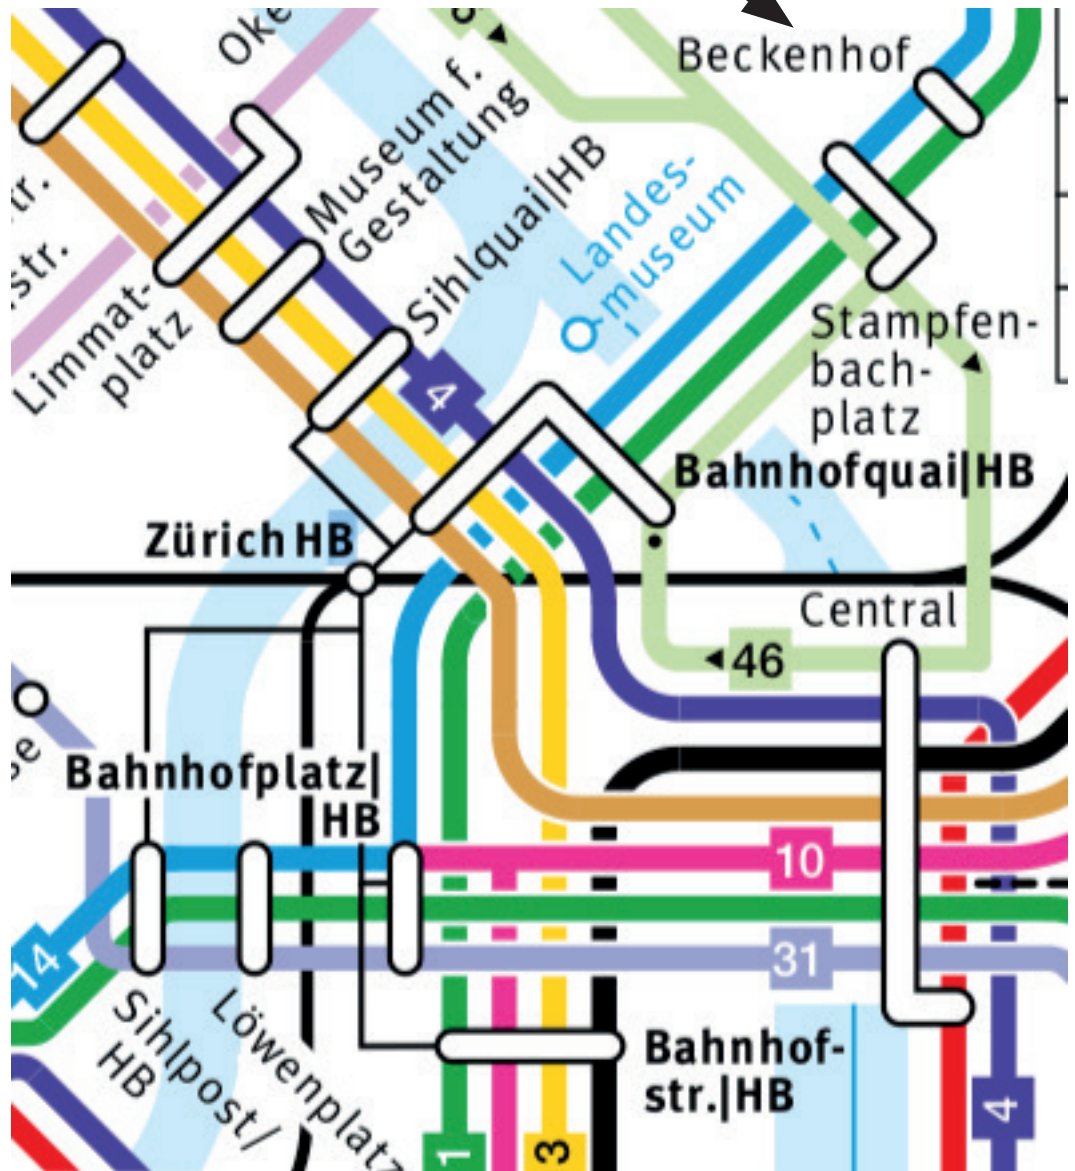 Beckenhof
Museum f.
Gestaltung
Sihlquai|HB
Landes-
museum
str.
Limmat-
platz
4
Stampfen-
bach-
platz
Bahnhofquai|HB
Zürich HB
Central
46
Bahnhofplatz|
HB
10
31
14
Sihlpost/
HB
Löwenplatz
Bahnhof-
str.|HB
1
3
4